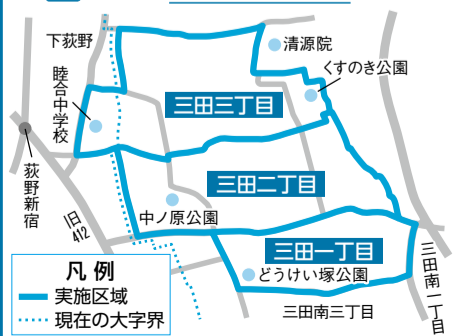 下荻野
清源院
くすのき公園
睦合中学校
三田三丁目
三田二丁目
荻野新宿
旧412
中ノ原公園
三田一丁目
どうけい塚公園
三田南一丁目
三田南三丁目
凡例
実施区域
現在の大字界